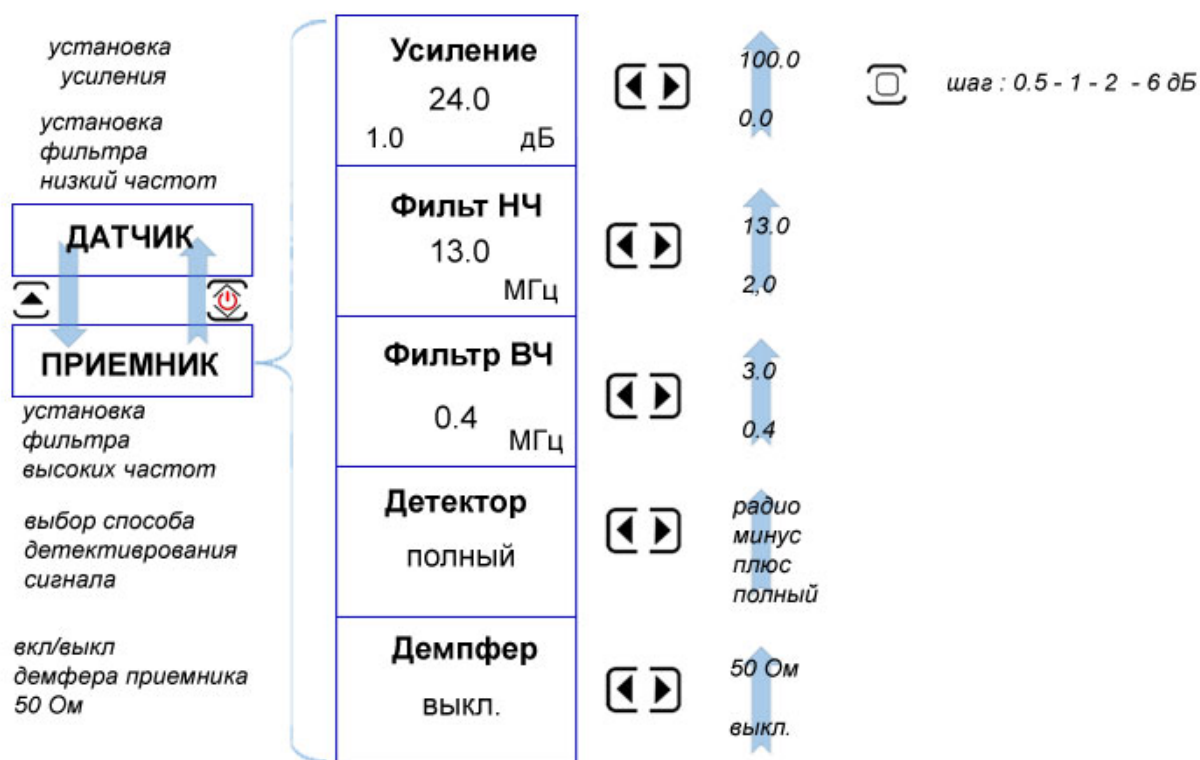 установка
усиления
установка
фильтра
низкий частот
ДАТЧИК
ПРИЕМНИК
установка
фильтра
высоких частот
выбор способа
детективрования
сигнала
вкл/выкл
демфера приемника
50 Ом
Усиление
24.0
1.0 дБ
Фильт НЧ
13.0
МГц
Фильтр ВЧ
0.4
МГц
Детектор
полный
Демпфер
выкл.
100.0
0.0
шаг : 0.5 - 1 - 2 - 6 дБ
13.0
2,0
3.0
0.4
радио
минус
плюс
полный
50 Ом
выкл.